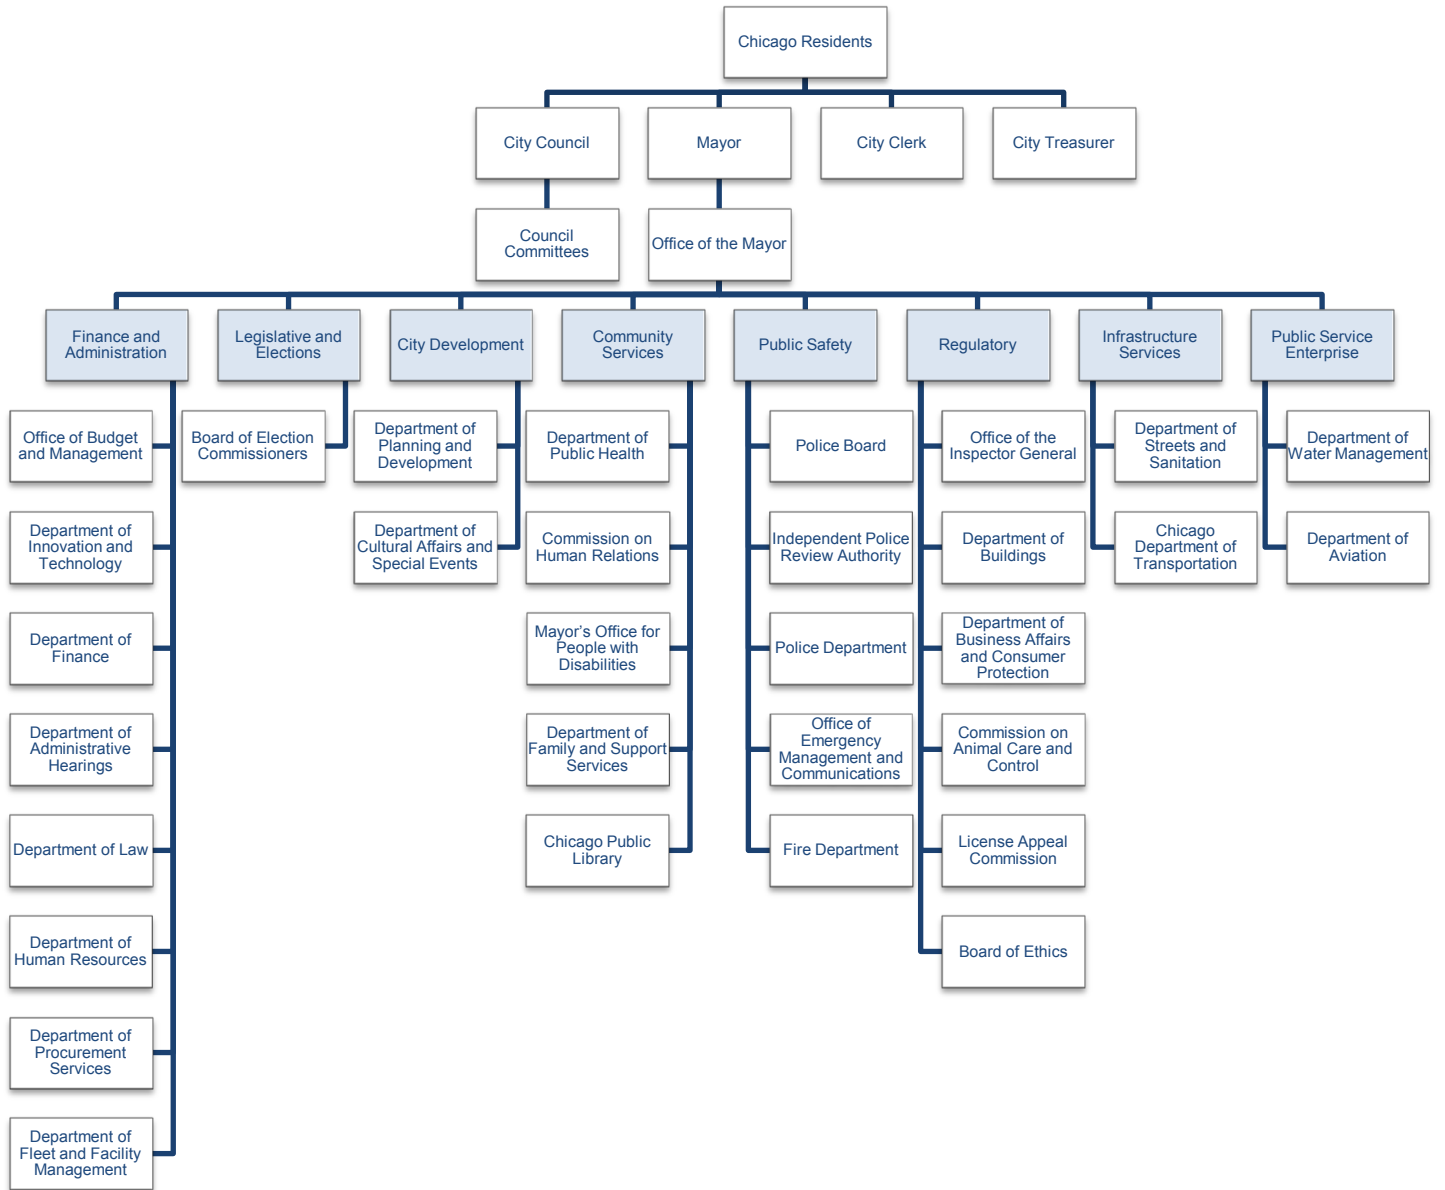 Chicago Residents
City Council
Mayor
City Clerk
City Treasurer
Council
Committees
Office of the Mayor
Finance and
Administration
Legislative and
Elections
City Development
Community
Services
Public Safety
Regulatory
Infrastructure
Services
Public Service
Enterprise
Office of Budget
and Management
Department of
Innovation and
Technology
Department of
Finance
Department of
Administrative
Hearings
Department of Law
Department of
Human Resources
Department of
Procurement
Services
Department of
Fleet and Facility
Management
Board of Election
Commissioners
Department of
Planning and
Development
Department of
Cultural Affairs and
Special Events
Department of
Public Health
Commission on
Human Relations
Mayor’s Office for
People with
Disabilities
Department of
Family and Support
Services
Chicago Public
Library
Police Board
Independent Police
Review Authority
Police Department
Office of
Emergency
Management and
Communications
Fire Department
Office of the
Inspector General
Department of
Buildings
Department of
Business Affairs
and Consumer
Protection
Commission on
Animal Care and
Control
License Appeal
Commission
Board of Ethics
Department of
Streets and
Sanitation
Chicago
Department of
Transportation
Department of
Water Management
Department of
Aviation